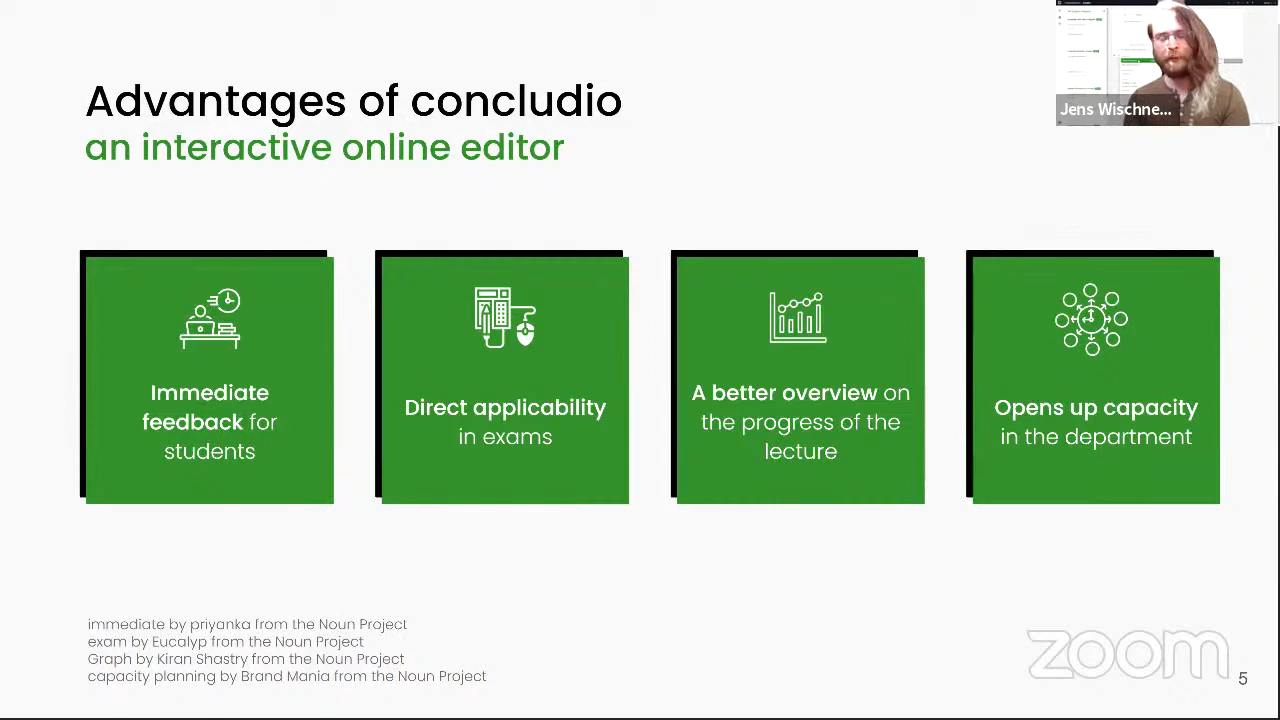 Advantages of concludio
an interactive online editor
Jens Wischne...
Immediate
feedback for
students
Direct applicability
in exams
A better overview on
the progress of the
lecture
Opens up capacity
in the department
immediate by priyanka from the Noun Project
exam by Eucalyp from the Noun Project
Graph by Kiran Shastry from the Noun Project
capacity planning by Brand Mania from the Noun Project
zoom
5